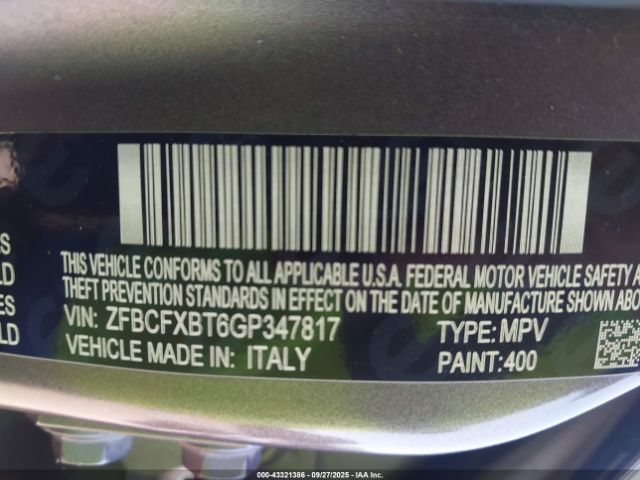 THIS VEHICLE CONFORMS TO ALL APPLICABLE U.S.A. FEDERAL MOTOR VEHICLE SAFETY A
THEFT PREVENTION STANDARDS IN EFFECT ON THE DATE OF MANUFACTURE SHOWN ABO
S
LD
ES
LD
VIN: ZFBCFXBT6GP347817 TYPE: MPV
VEHICLE MADE IN: ITALY PAINT: 400
000-43321386 - 09/27/2025 - IAAI.COM